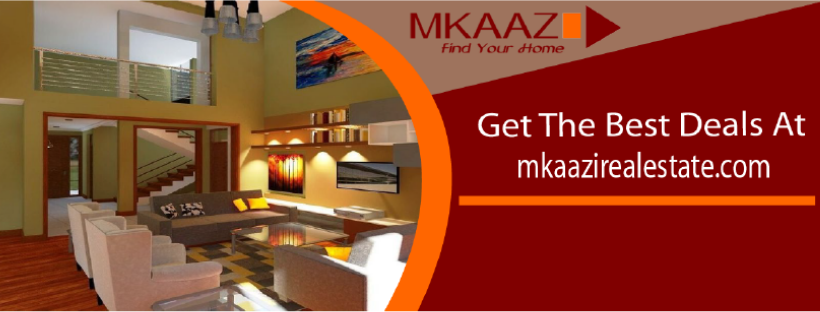 MKAAZ
Find Your Home
Get The Best Deals At
mkaazirealestate.com